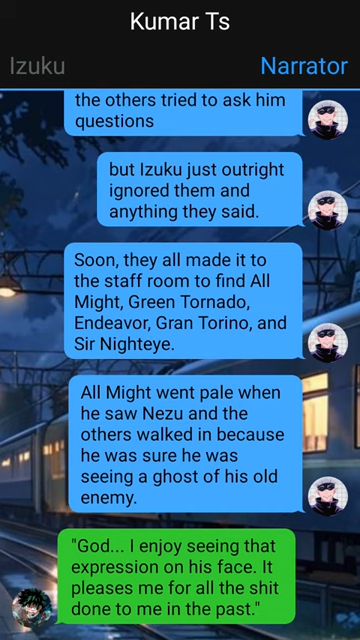 Kumar Ts
Izuku
Narrator
the others tried to ask him
questions
but Izuku just outright
ignored them and
anything they said.
Soon, they all made it to
the staff room to find All
Might, Green Tornado,
Endeavor, Gran Torino, and
Sir Nighteye.
All Might went pale when
he saw Nezu and the
others walked in because
he was sure he was
seeing a ghost of his old
enemy.
"God... I enjoy seeing that
expression on his face. It
pleases me for all the shit
done to me in the past."